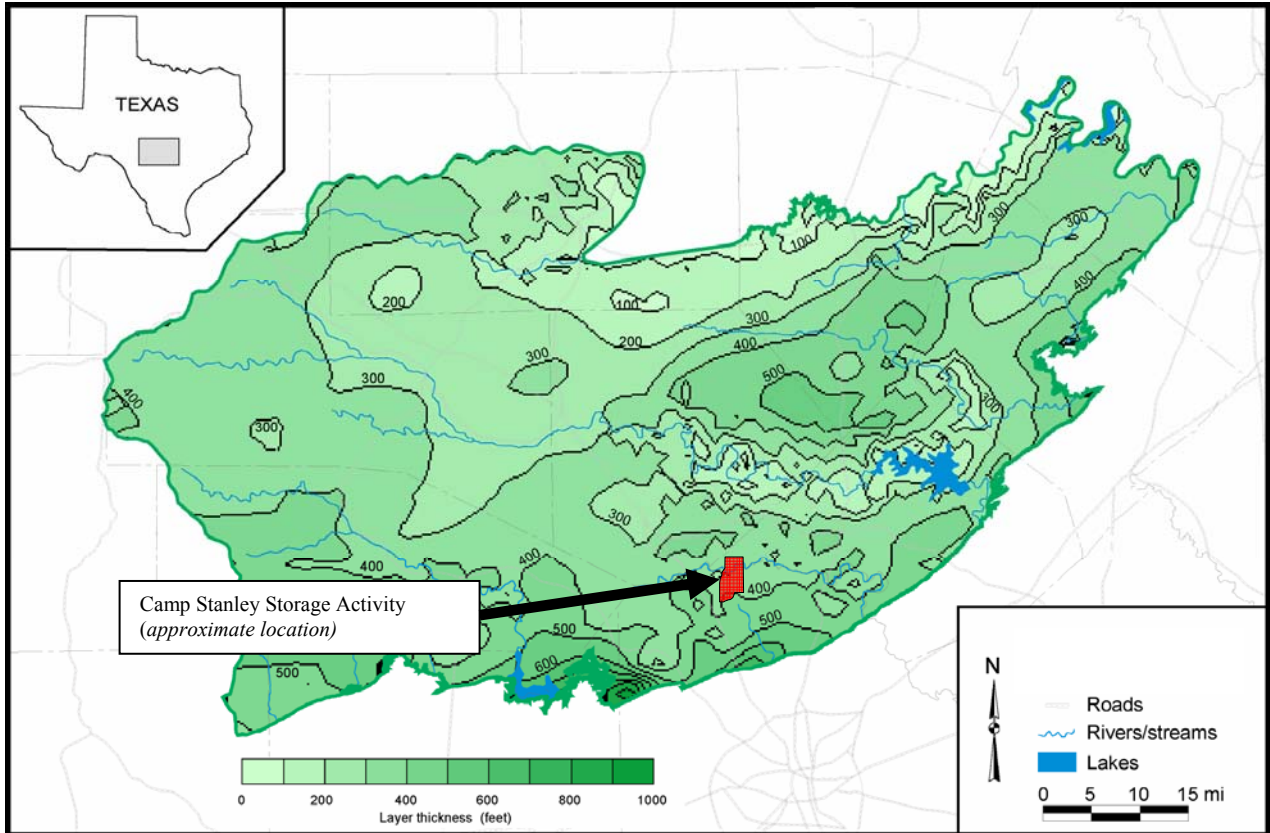 TEXAS
300
100
300
400
200
100
300
200
300
400
500
300
300
400
300
300
400
400
400
500
500
600
500
Camp Stanley Storage Activity
(approximate location)
0 200 400 600 800 1000
Layer thickness (feet)
N
Roads
Rivers/streams
Lakes
0 5 10 15 mi